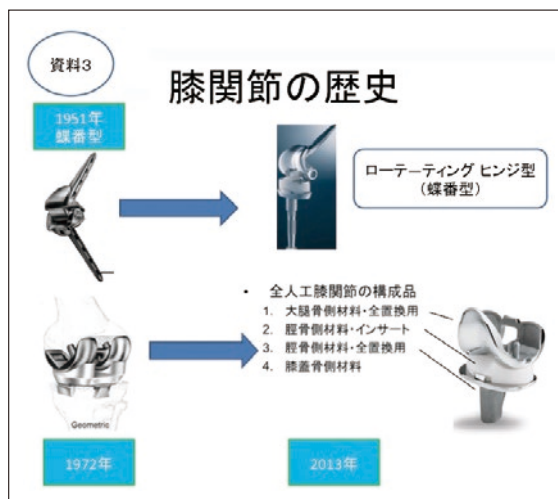 資料3
膝関節の歴史
1951年
蝶番型
ローテーティング ヒンジ型
(蝶番型)
・ 全人工膝関節の構成品
1. 大腿骨側材料・全置換用
2. 脛骨側材料・インサート
3. 脛骨側材料・全置換用
4. 膝蓋骨側材料
Geometric
1972年
2013年